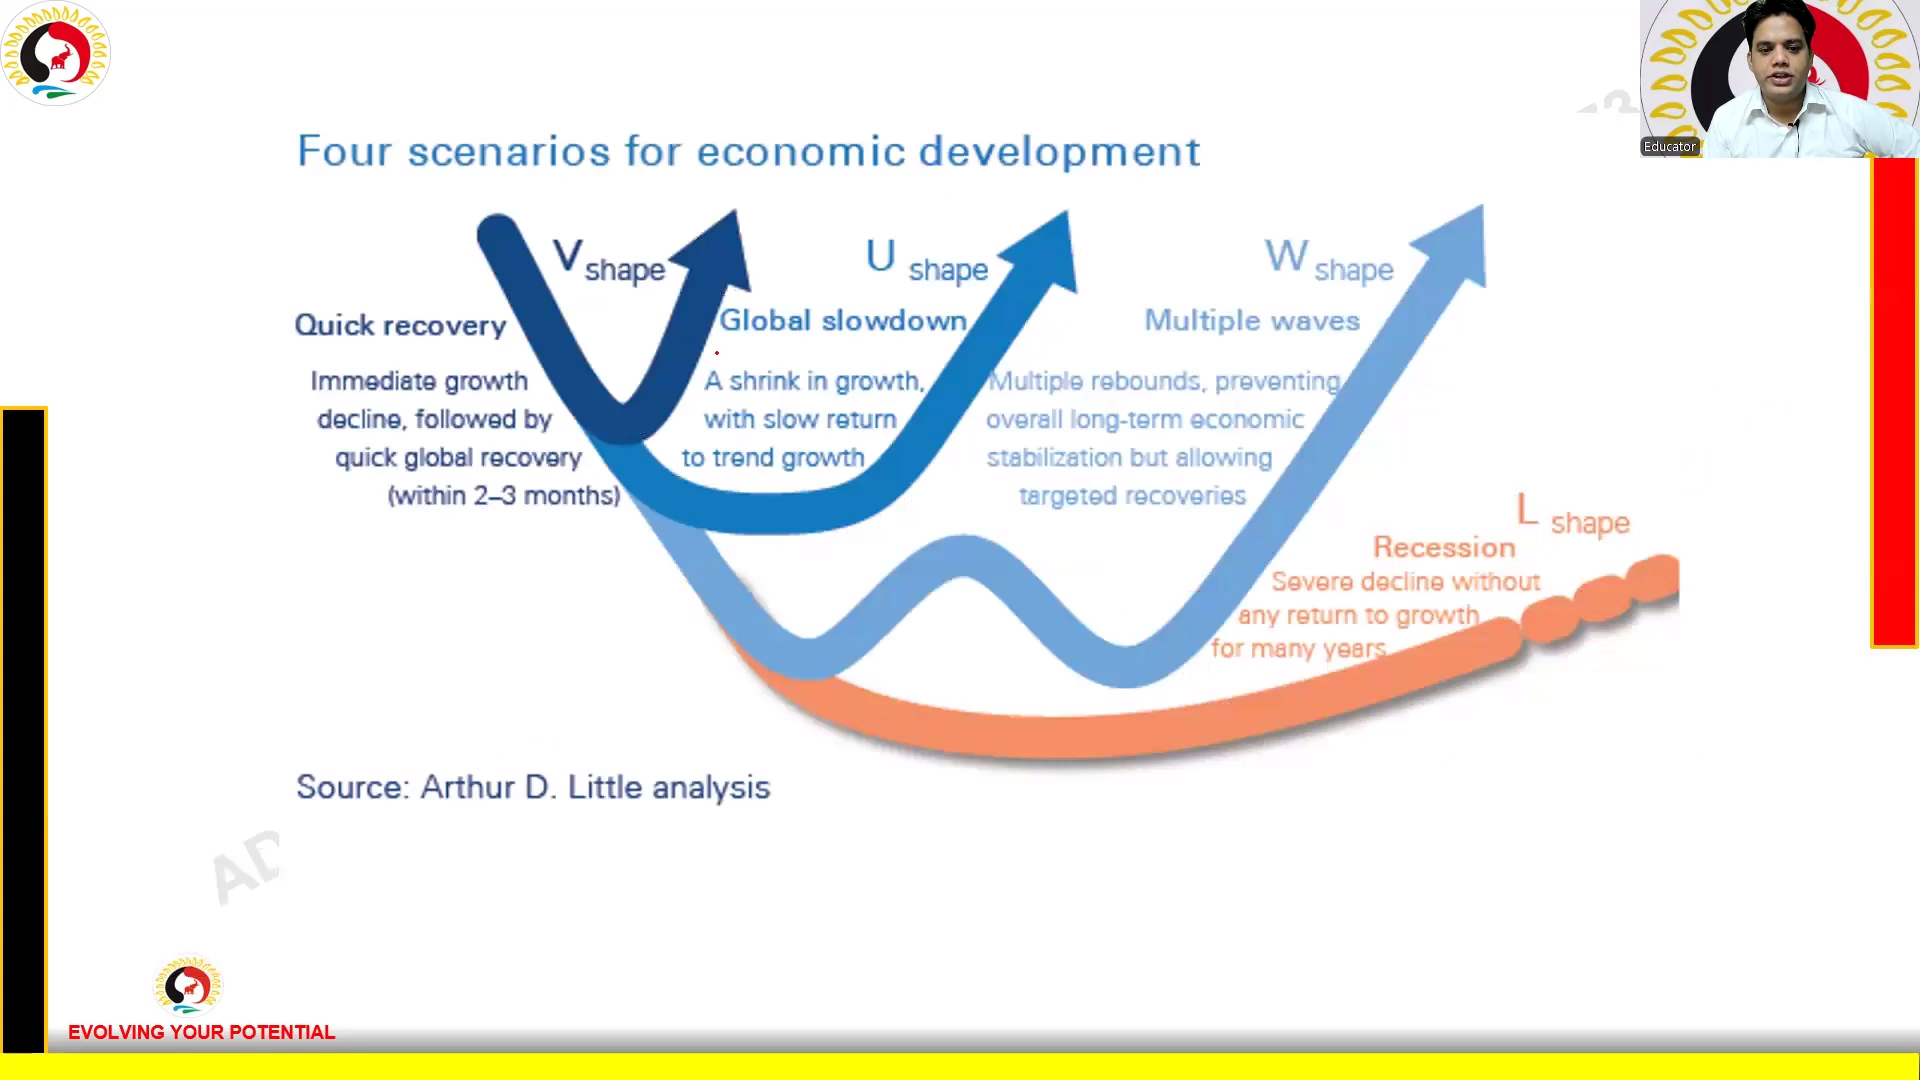 Educator
Four scenarios for economic development
V shape
Quick recovery
Immediate growth
decline, followed by
quick global recovery
(within 2–3 months)
U shape
Global slowdown
A shrink in growth,
with slow return
to trend growth
W shape
Multiple waves
Multiple rebounds, preventing
overall long-term economic
stabilization but allowing
targeted recoveries
L shape
Recession
Severe decline without
any return to growth
for many years
Source: Arthur D. Little analysis
EVOLVING YOUR POTENTIAL